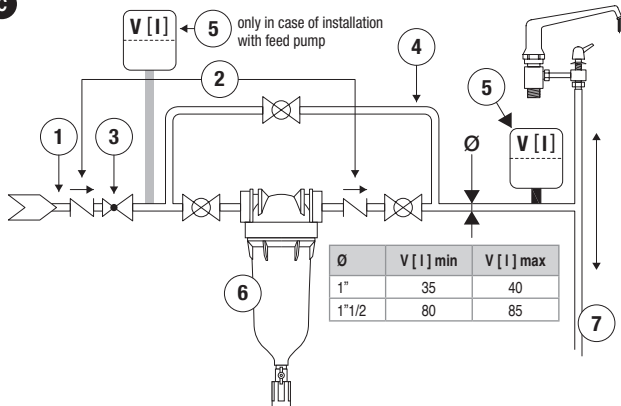 c
V [ l ]
5
only in case of installation
with feed pump
4
2
5
1
3
Ø
V [ l ]
Ø V [ l ] min V [ l ] max
1" 35 40
1"1/2 80 85
6
7